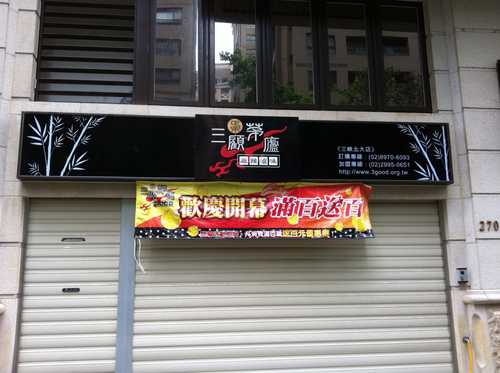 三顧茅廬
《三峽北大店》
訂購專線 (02)8970-6093
加盟專線 (02)2995-0651
http://www.3good.org.tw
歡慶開幕 滿百送百
270